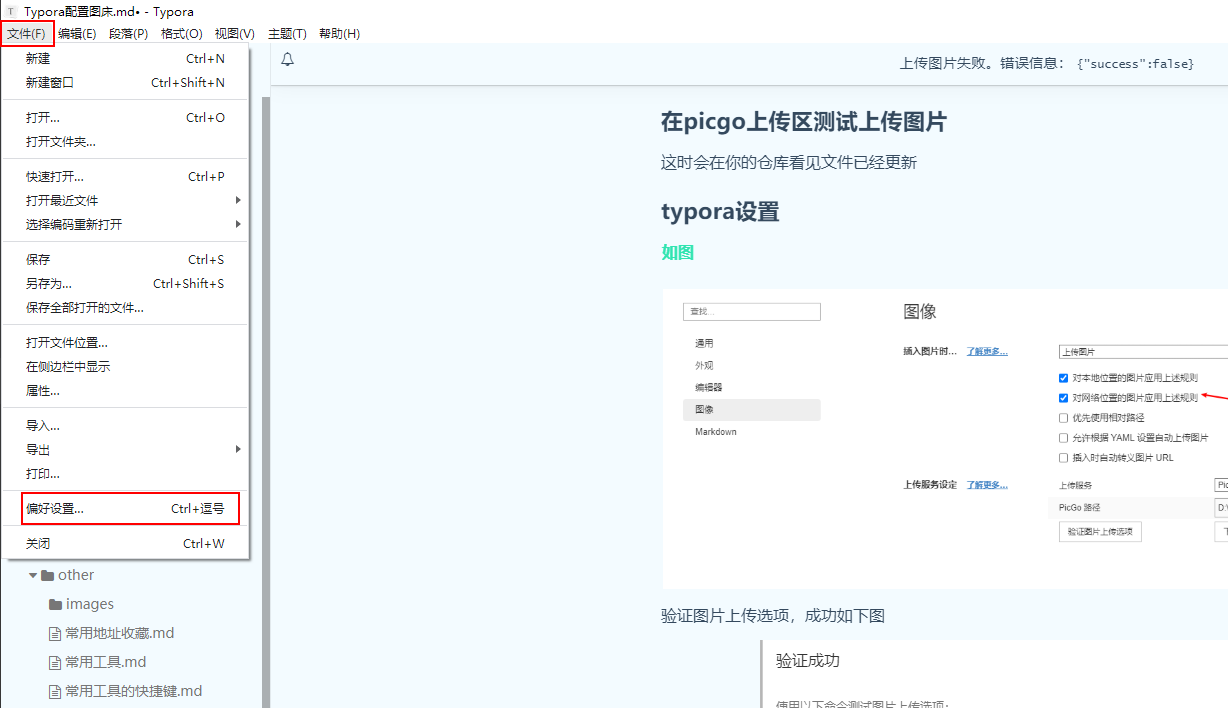 Typora配置图床.md• - Typora
文件(F) 编辑(E) 段落(P) 格式(O) 视图(V) 主题(T) 帮助(H)
新建 Ctrl+N
新建窗口 Ctrl+Shift+N
打开... Ctrl+O
打开文件夹...
快速打开... Ctrl+P
打开最近文件
选择编码重新打开
保存 Ctrl+S
另存为... Ctrl+Shift+S
保存全部打开的文件...
打开文件位置...
在侧边栏中显示
属性...
导入...
导出
打印...
偏好设置... Ctrl+逗号
关闭 Ctrl+W
other
images
常用地址收藏.md
常用工具.md
常用工具的快捷键.md
上传图片失败。错误信息： {"success":false}
在picgo上传区测试上传图片
这时会在你的仓库看见文件已经更新
typora设置
如图
查找...
通用
外观
编辑器
图像
Markdown
图像
插入图片时... 了解更多...
上传图片
对本地位置的图片应用上述规则
对网络位置的图片应用上述规则
优先使用相对路径
允许根据 YAML 设置自动上传图片
插入时自动转义图片 URL
上传服务设定 了解更多...
上传服务
PicGo 路径
验证图片上传选项
验证图片上传选项，成功如下图
验证成功
使用以下命令测试图片上传选项: